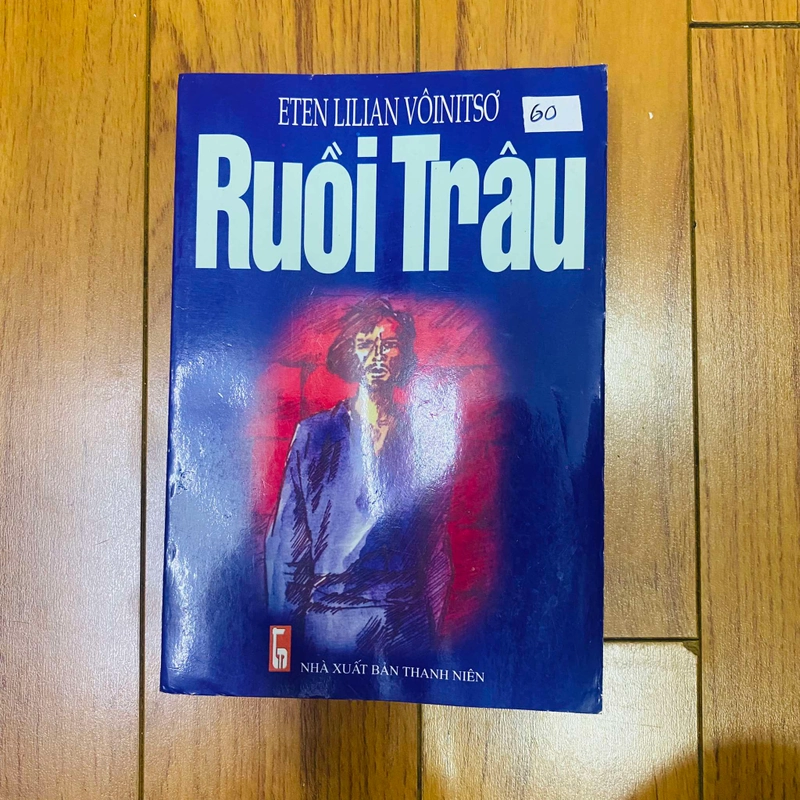 ETEN LILIAN VÔINITSƠ
60
Ruồi Trâu
NHÀ XUẤT BẢN THANH NIÊN